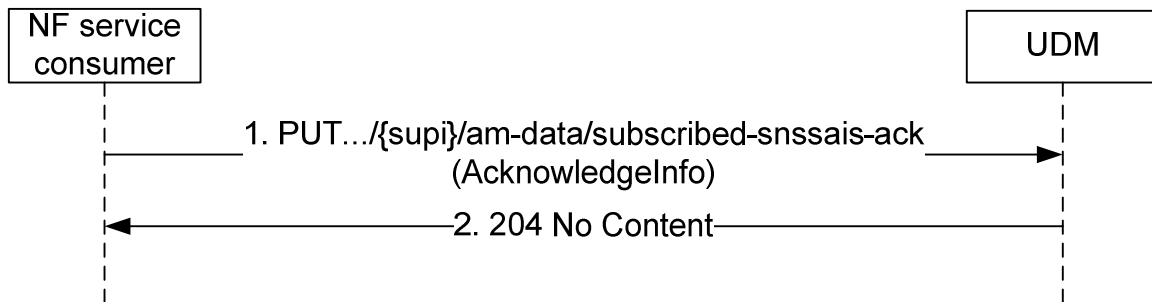 NF service
consumer
UDM
1. PUT.../{supi}/am-data/subscribed-snssais-ack
(AcknowledgeInfo)
2. 204 No Content